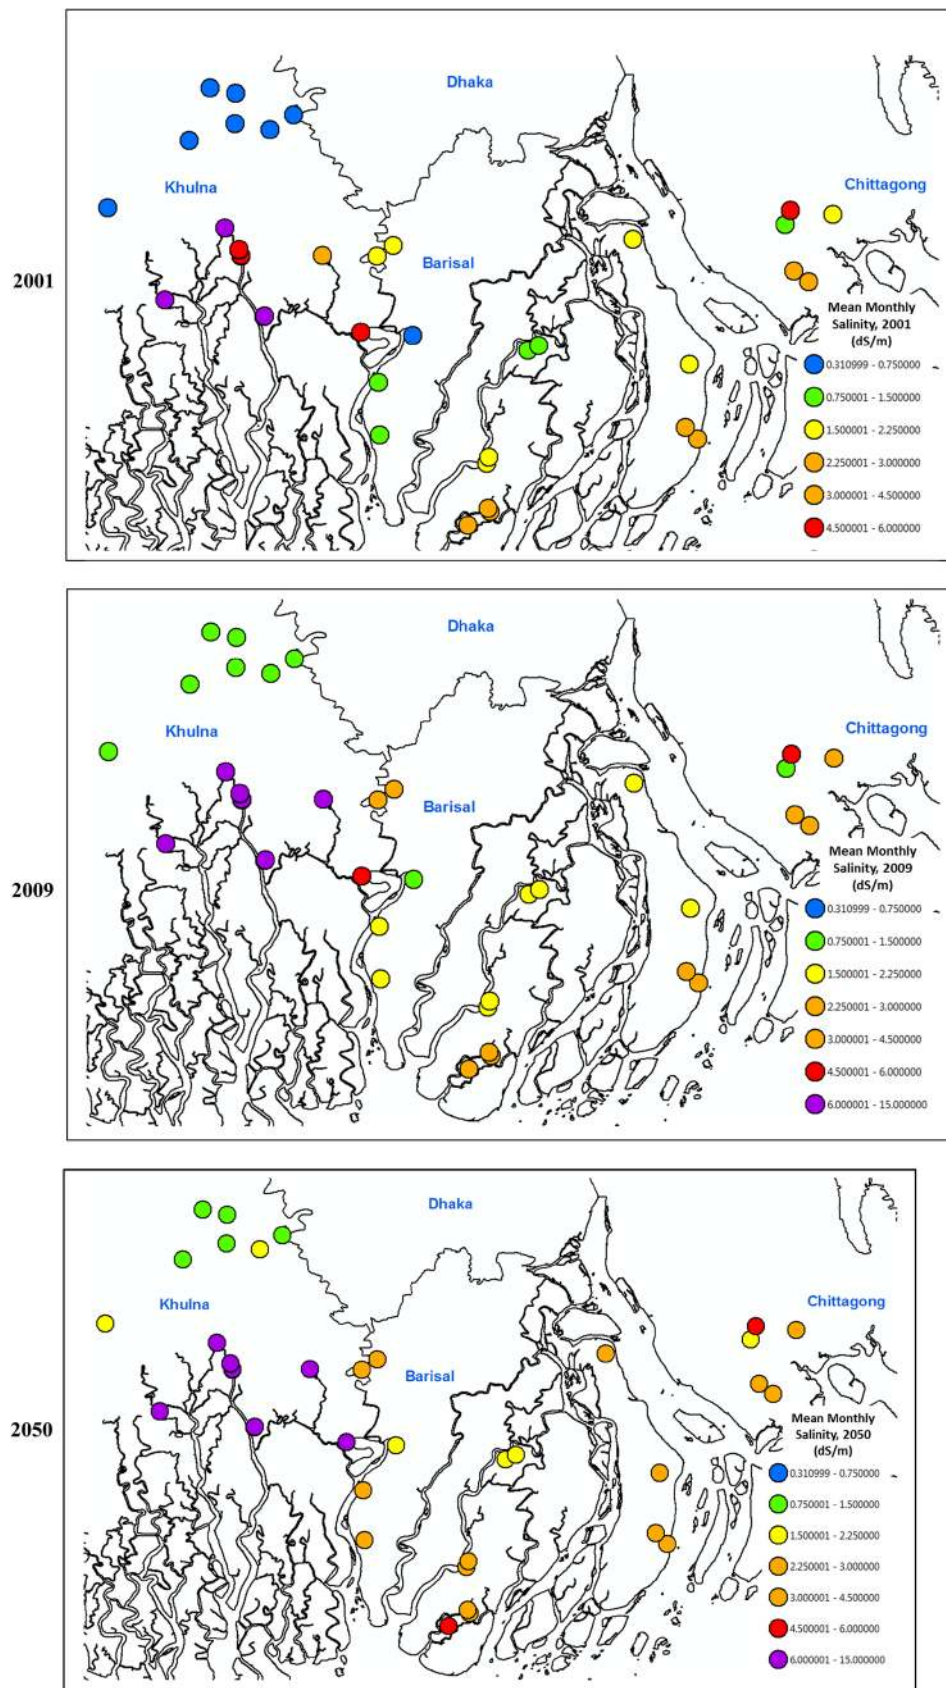 Dhaka
Khulna
Chittagong
Barisal
2001
Mean Monthly
Salinity, 2001
(dS/m)
0.310999 - 0.750000
0.750001 - 1.500000
1.500001 - 2.250000
2.250001 - 3.000000
3.000001 - 4.500000
4.500001 - 6.000000
Dhaka
Khulna
Chittagong
Barisal
2009
Mean Monthly
Salinity, 2009
(dS/m)
0.310999 - 0.750000
0.750001 - 1.500000
1.500001 - 2.250000
2.250001 - 3.000000
3.000001 - 4.500000
4.500001 - 6.000000
6.000001 - 15.000000
Dhaka
Khulna
Chittagong
Barisal
2050
Mean Monthly
Salinity, 2050
(dS/m)
0.310999 - 0.750000
0.750001 - 1.500000
1.500001 - 2.250000
2.250001 - 3.000000
3.000001 - 4.500000
4.500001 - 6.000000
6.000001 - 15.000000